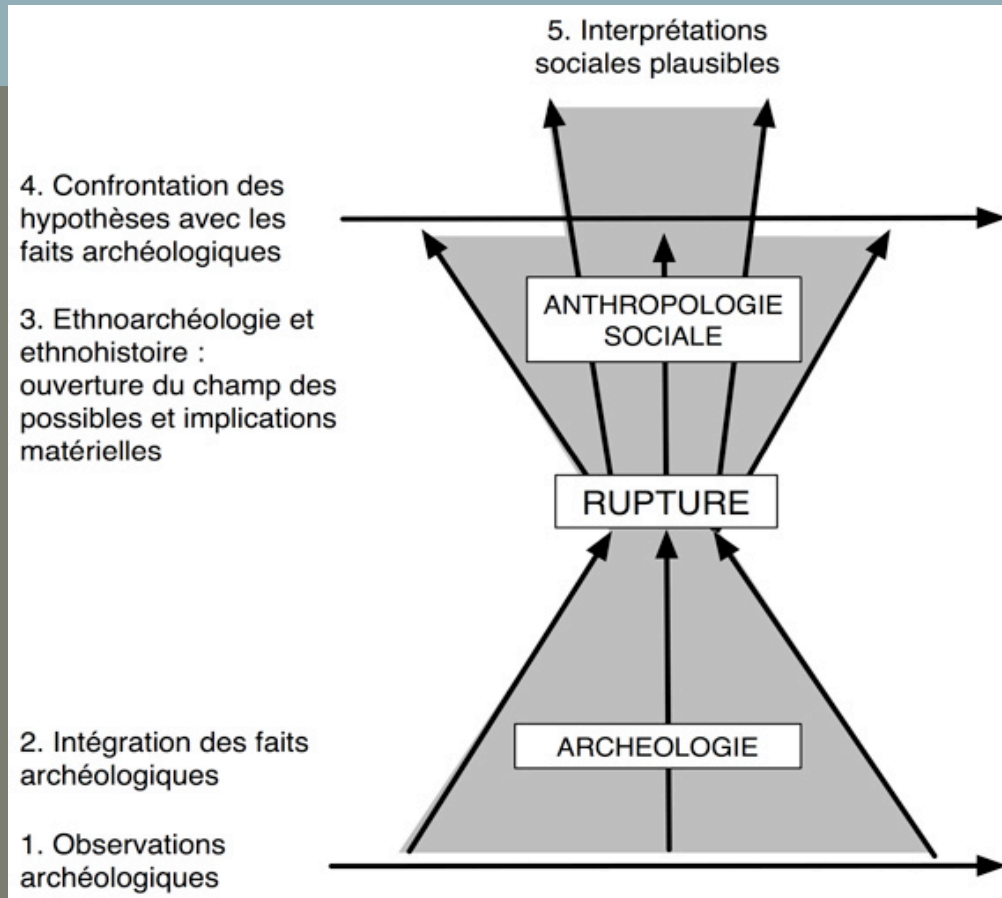 5. Interprétations
sociales plausibles
4. Confrontation des
hypothèses avec les
faits archéologiques
ANTHROPOLOGIE
SOCIALE
3. Ethnoarchéologie et
ethnohistoire :
ouverture du champ des
possibles et implications
matérielles
RUPTURE
2. Intégration des faits
archéologiques
ARCHEOLOGIE
1. Observations
archéologiques